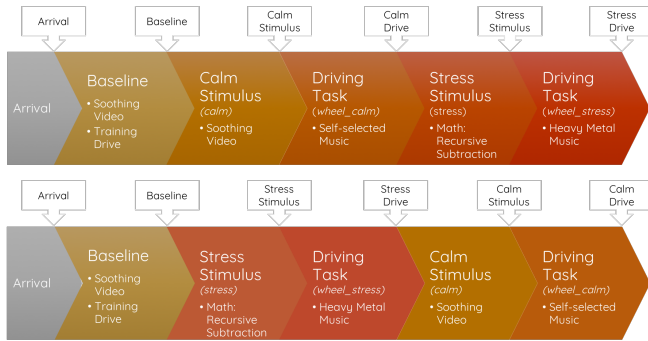 Arrival
Baseline
Calm
Stimulus
Calm
Drive
Stress
Stimulus
Stress
Drive
Arrival
Baseline
• Soothing
Video
• Training
Drive
Calm
Stimulus
(calm)
• Soothing
Video
Driving
Task
(wheel_calm)
• Self-selected
Music
Stress
Stimulus
(stress)
• Math:
Recursive
Subtraction
Driving
Task
(wheel_stress)
• Heavy Metal
Music
Arrival
Baseline
Stress
Stimulus
Stress
Drive
Calm
Stimulus
Calm
Drive
Arrival
Baseline
• Soothing
Video
• Training
Drive
Stress
Stimulus
(stress)
• Math:
Recursive
Subtraction
Driving
Task
(wheel_stress)
• Heavy Metal
Music
Calm
Stimulus
(calm)
• Soothing
Video
Driving
Task
(wheel_calm)
• Self-selected
Music